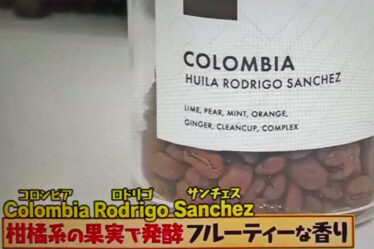 COLOMBIA
HUILA RODRIGO SANCHEZ
LIME, PEAR, MINT, ORANGE,
GINGER, CLEANCUP, COMPLEX
コロンビア ロドリゴ サンチェス
Colombia Rodrigo Sanchez
柑橘系の果実で発酵 フルーティーな香り